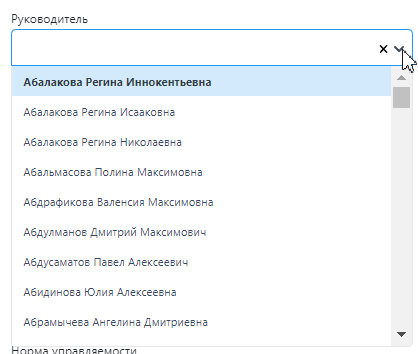 Руководитель
Абалакова Регина Иннокентьевна
Абалакова Регина Исааковна
Абалакова Регина Николаевна
Абальмасова Полина Максимовна
Абдрафикова Валенсия Максимовна
Абдулманов Дмитрий Максимович
Абдусаматов Павел Алексеевич
Абидинова Юлия Алексеевна
Абрамычева Ангелина Дмитриевна
Норма управляемости